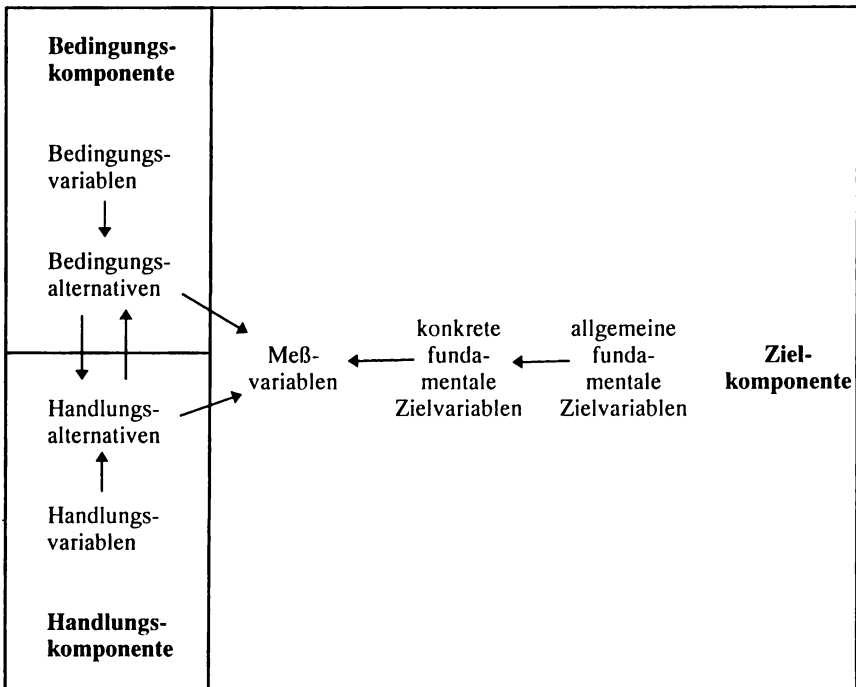 Bedingungs-
komponente
Bedingungs-
variablen
Bedingungs-
alternativen
Handlungs-
alternativen
Handlungs-
variablen
Handlungs-
komponente
Meß-
variablen
konkrete
funda-
mentale
Zielvariablen
allgemeine
funda-
mentale
Zielvariablen
Ziel-
komponente